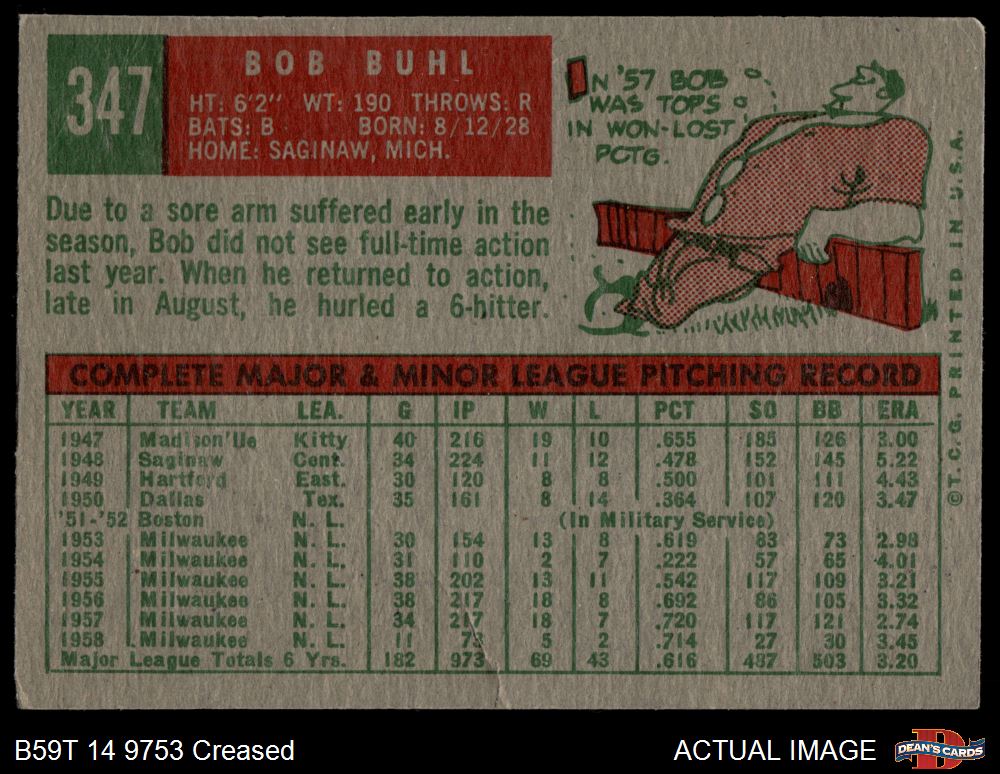 347
BOB BUHL
HT: 6'2" WT: 190 THROWS: R
BATS: B BORN: 8/12/28
HOME: SAGINAW, MICH.
IN '57 BOB
WAS TOPS
IN WON-LOST
PCTG.
Due to a sore arm suffered early in the
season, Bob did not see full-time action
last year. When he returned to action,
late in August, he hurled a 6-hitter.
COMPLETE MAJOR & MINOR LEAGUE PITCHING RECORD
YEAR TEAM LEA. G IP W L PCT SO BB ERA
1947 Madison'lle Kitty 40 216 19 10 .655 185 126 3.00
1948 Saginaw Cent. 34 224 11 12 .478 152 145 5.22
1949 Hartford East. 30 120 8 8 .500 101 111 4.43
1950 Dallas Tex. 35 161 8 14 .364 107 120 3.47
'51-'52 Boston N. L. (In Military Service)
1953 Milwaukee N. L. 30 154 13 8 .619 83 73 2.98
1954 Milwaukee N. L. 31 110 2 7 .222 57 65 4.01
1955 Milwaukee N. L. 38 202 13 11 .542 117 109 3.21
1956 Milwaukee N. L. 38 217 18 8 .692 86 105 3.32
1957 Milwaukee N. L. 34 217 18 7 .720 117 121 2.74
1958 Milwaukee N. L. 11 73 5 2 .714 27 30 3.45
Major League Totals 6 Yrs. 182 973 69 43 .616 487 503 3.20
©T.C.G. PRINTED IN U.S.A.
B59T 14 9753 Creased
ACTUAL IMAGE
D
DEAN'S CARDS